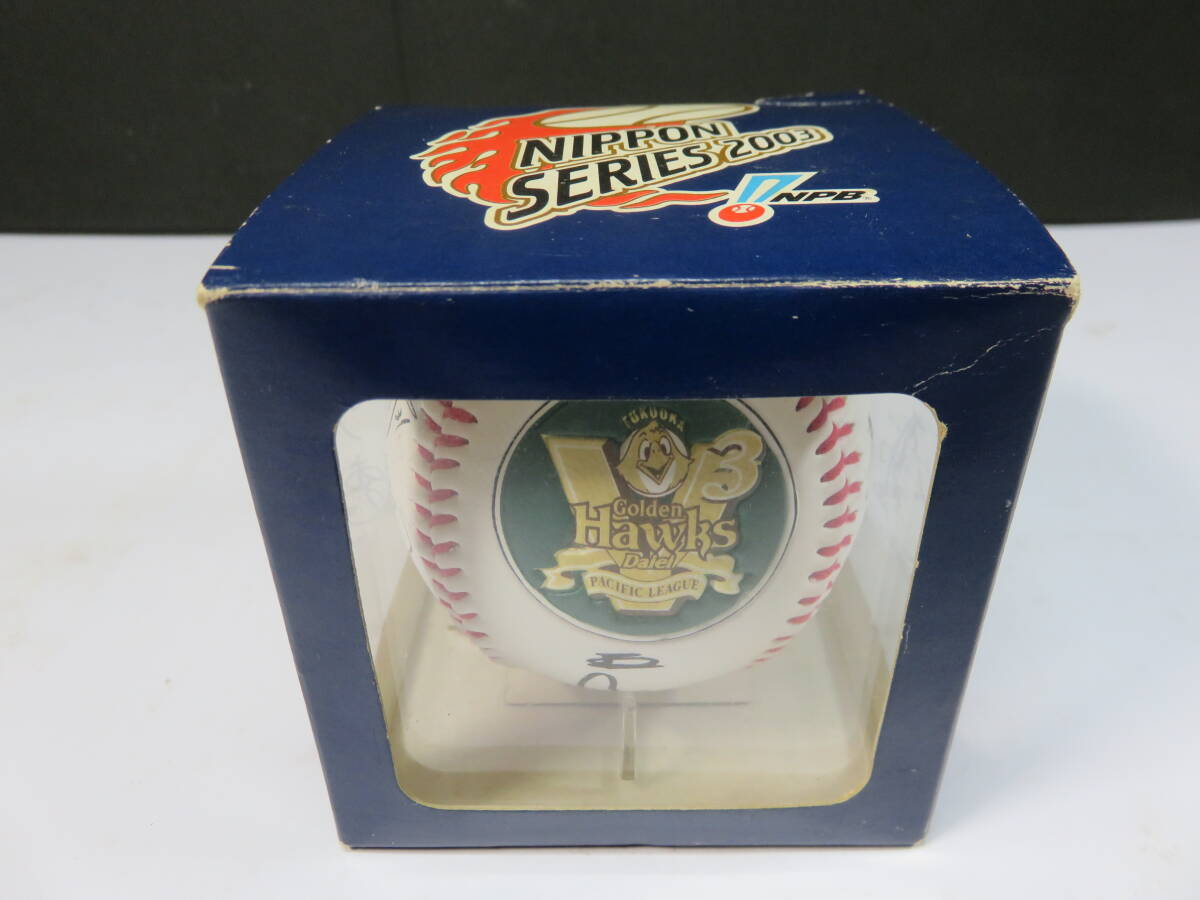 NIPPON
SERIES 2003
NPB
FUKUOKA
V3
Golden
Hawks
Daiei
PACIFIC LEAGUE